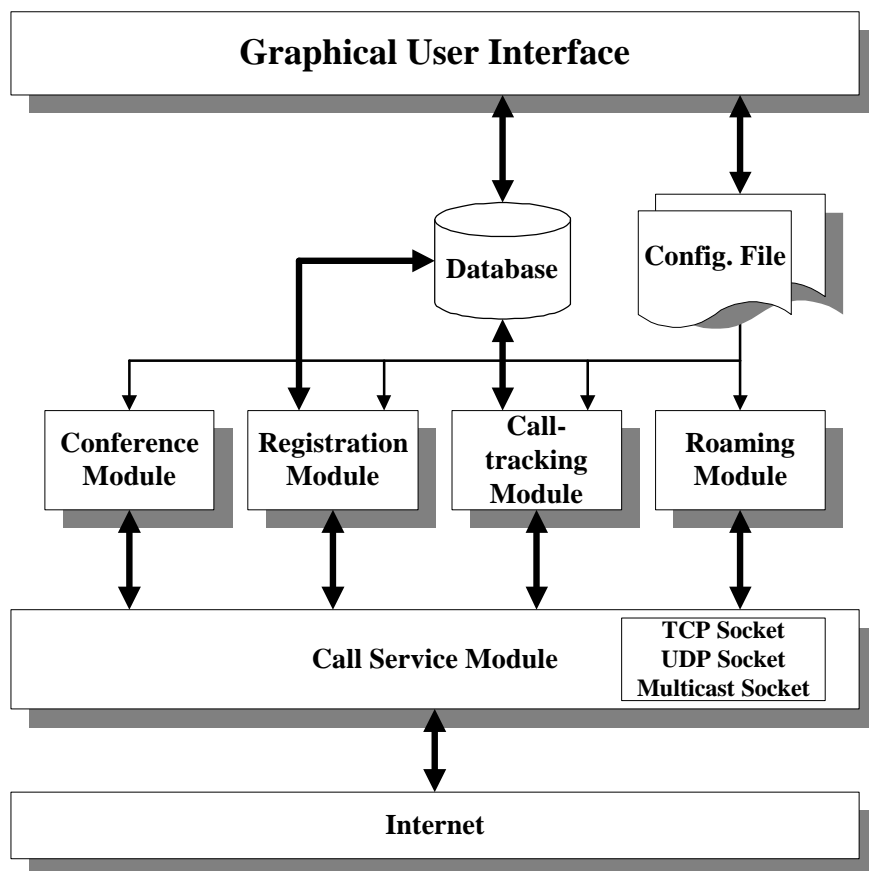 Graphical User Interface
Database
Config. File
Conference
Module
Registration
Module
Call-
tracking
Module
Roaming
Module
Call Service Module
TCP Socket
UDP Socket
Multicast Socket
Internet